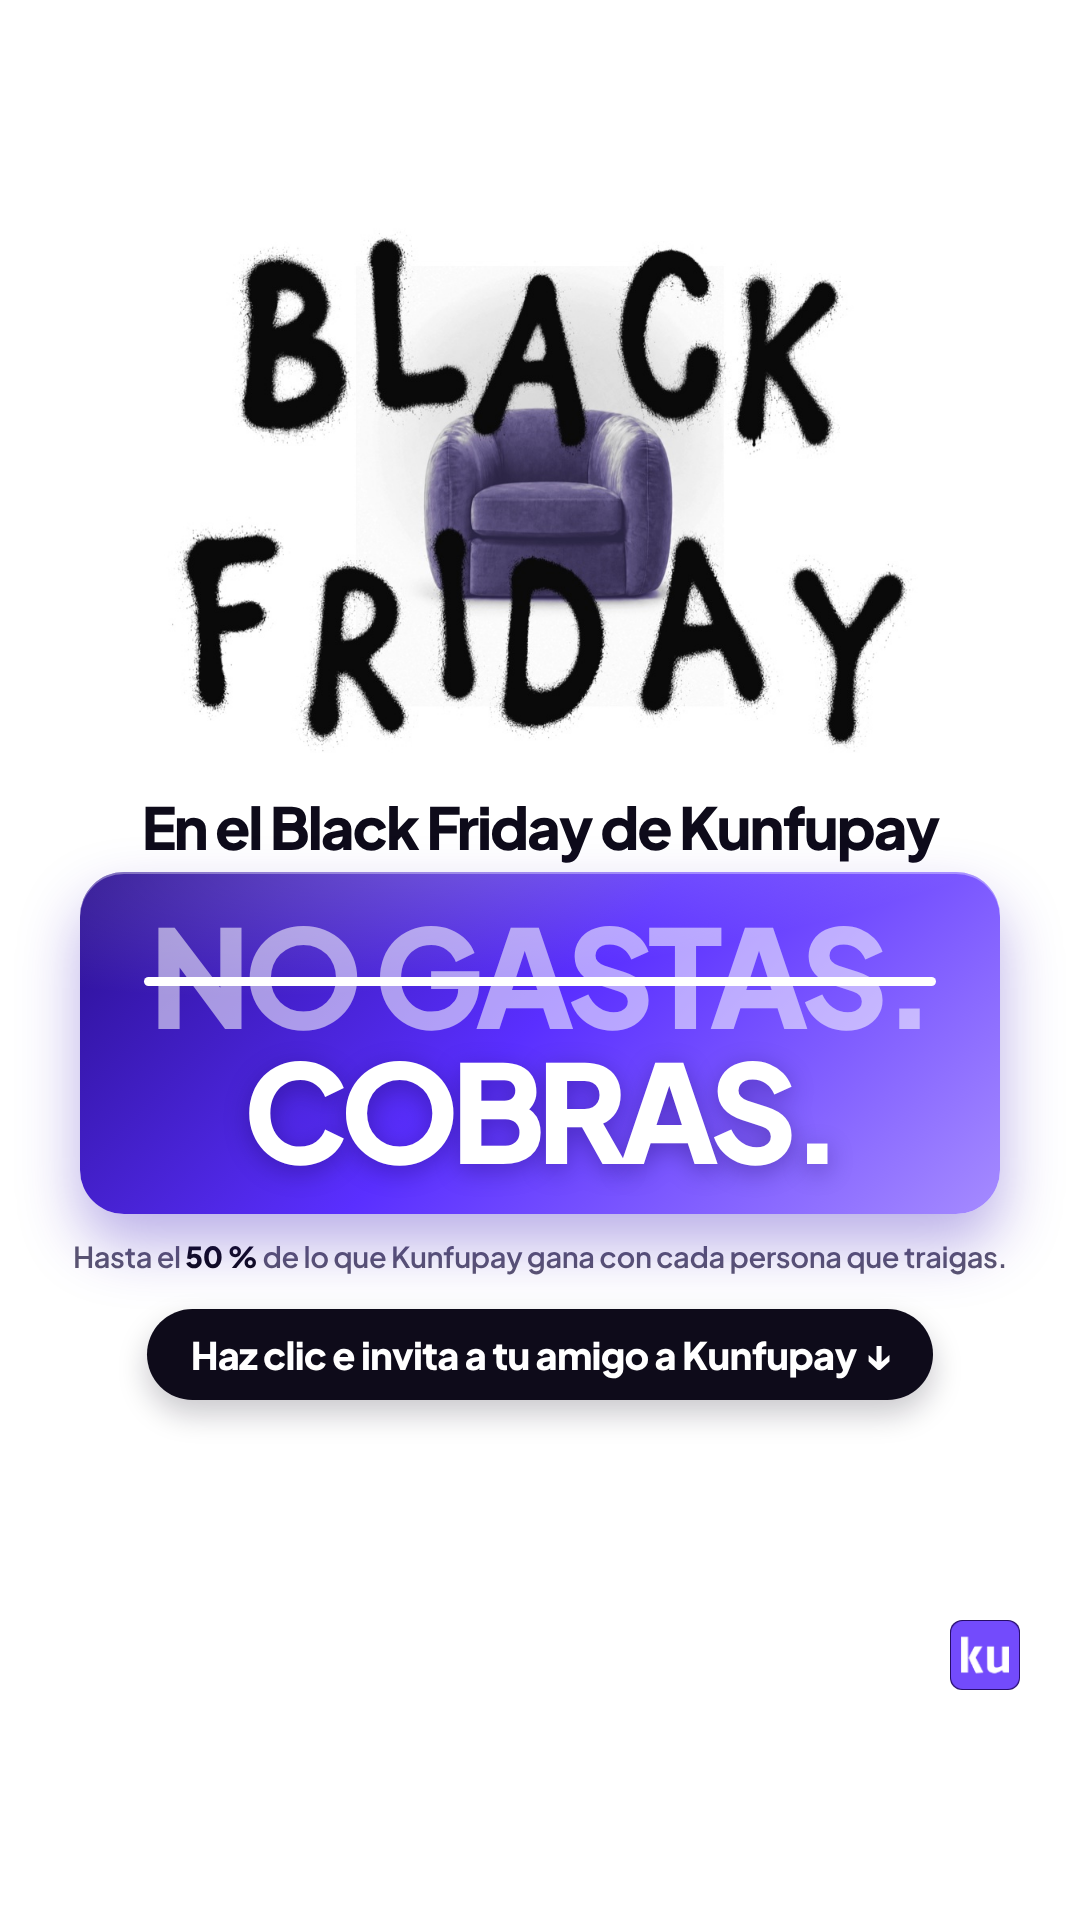 BLACK
FRIDAY
En el Black Friday de Kunfupay
NO GASTAS.
COBRAS.
Hasta el 50 % de lo que Kunfupay gana con cada persona que traigas.
Haz clic e invita a tu amigo a Kunfupay ↓
ku